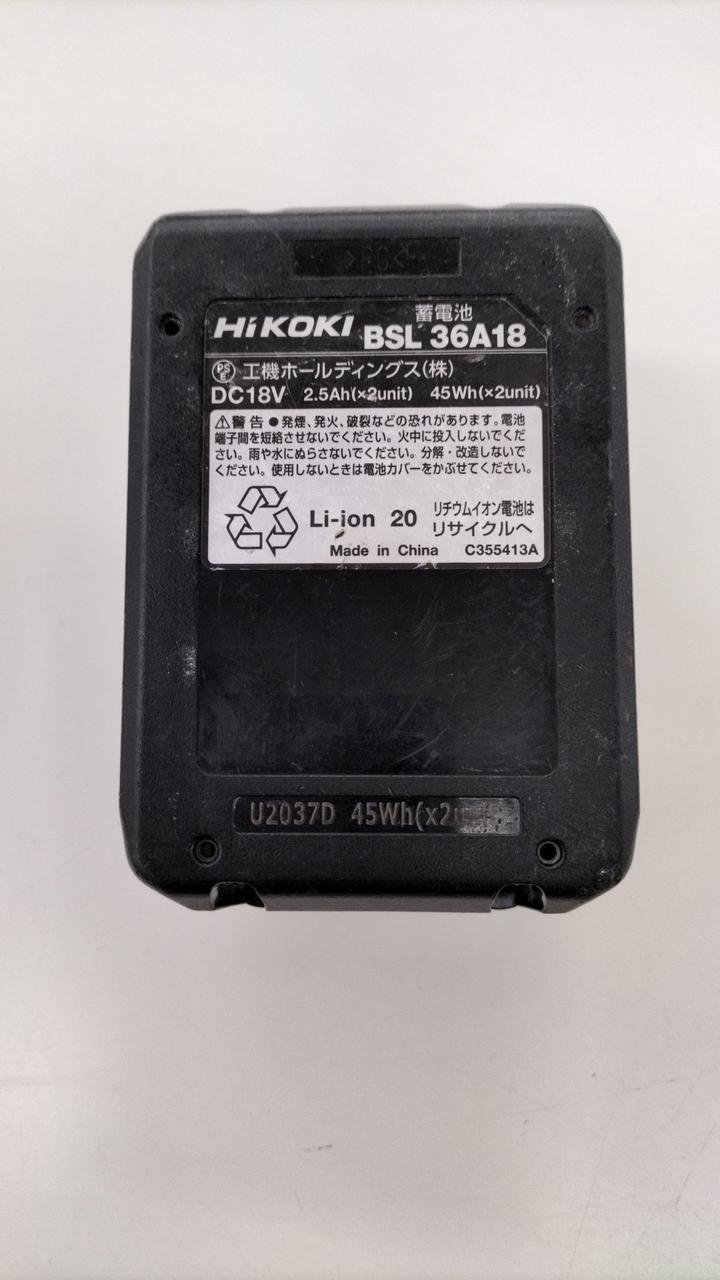 >PC<
HiKOKI
蓄電池
BSL 36A18
PS E 工機ホールディングス(株)
DC18V 2.5Ah(×2unit) 45Wh(×2unit)
⚠警告 ●発煙、発火、破裂などの恐れがあります。電池
端子間を短絡させないでください。火中に投入しないでくだ
さい。雨や水にぬらさないでください。分解・改造しないで
ください。使用しないときは電池カバーをかぶせてください。
Li-ion 20
リチウムイオン電池は
リサイクルへ
Made in China C355413A
U2037D 45Wh(x2